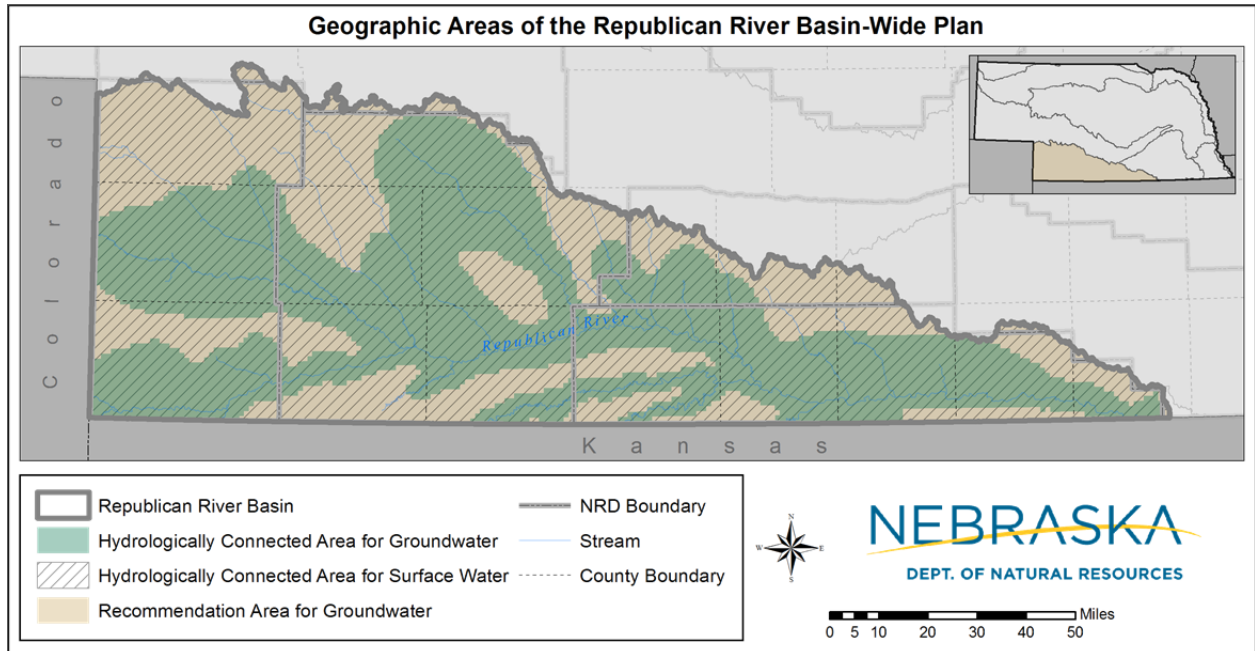 Geographic Areas of the Republican River Basin-Wide Plan
Colorado
Republican River
Kansas
Republican River Basin
Hydrologically Connected Area for Groundwater
Hydrologically Connected Area for Surface Water
Recommendation Area for Groundwater
NRD Boundary
Stream
County Boundary
N
W E
S
NEBRASKA
DEPT. OF NATURAL RESOURCES
Miles
0 5 10 20 30 40 50